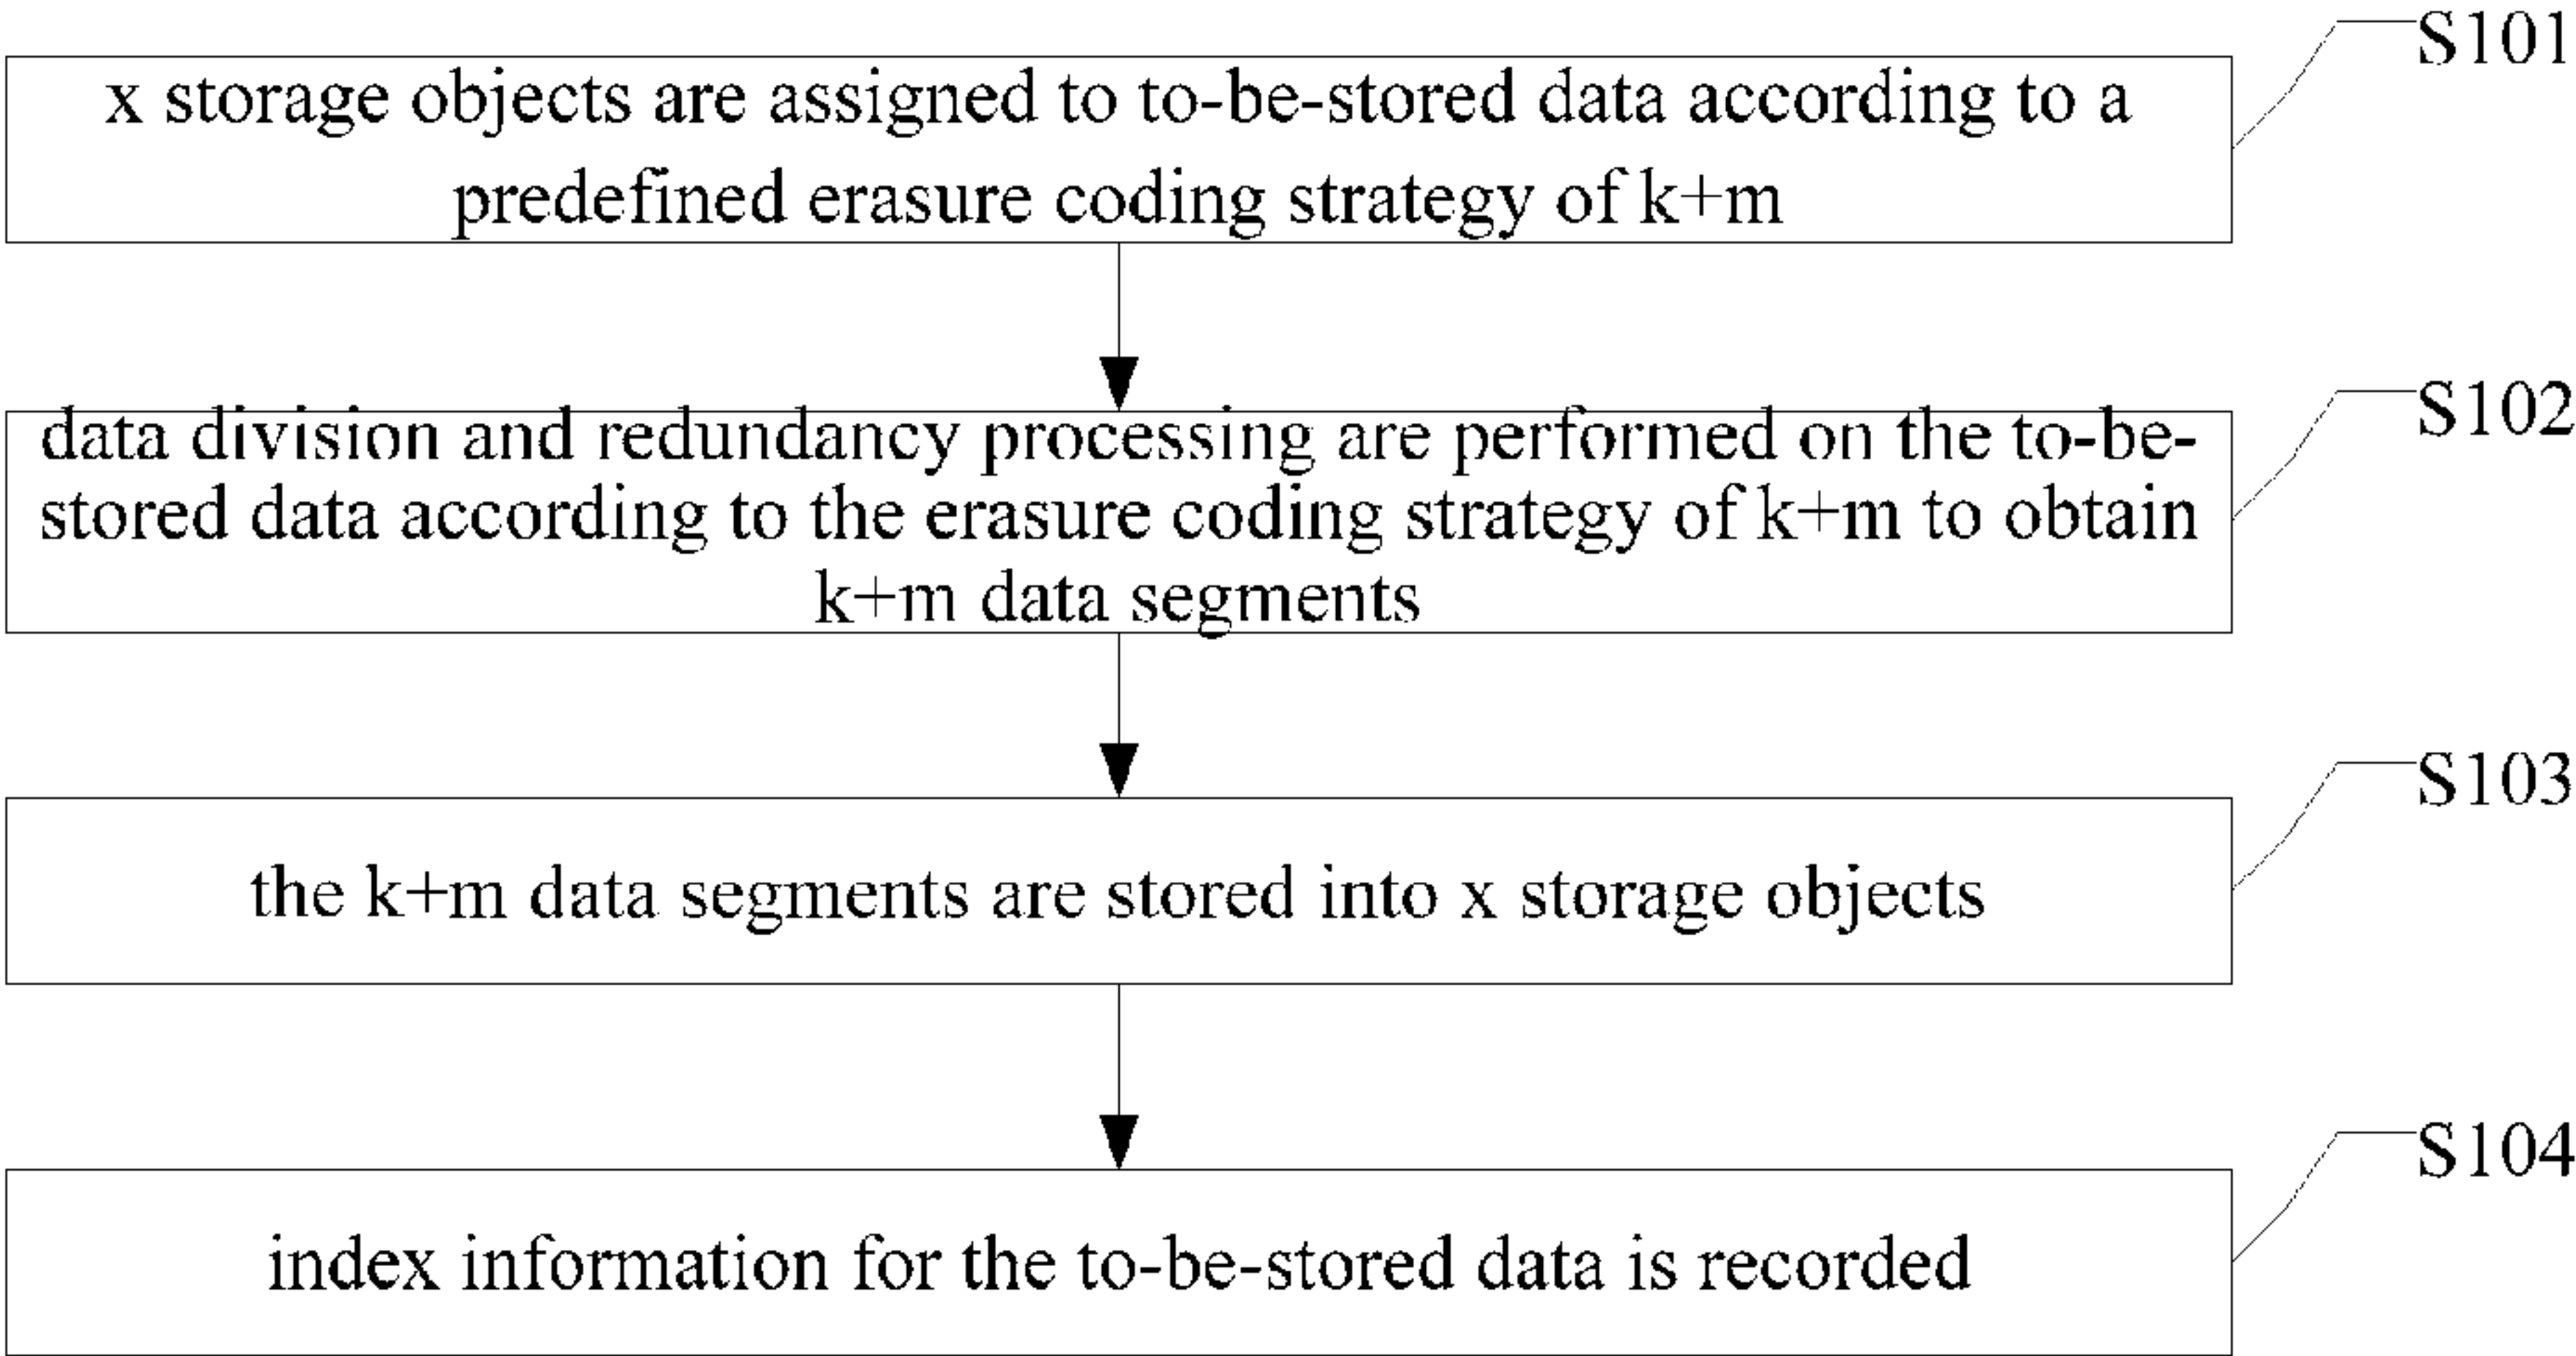 S101
x storage objects are assigned to to-be-stored data according to a
predefined erasure coding strategy of k+m
S102
data division and redundancy processing are performed on the to-be-
stored data according to the erasure coding strategy of k+m to obtain
k+m data segments
S103
the k+m data segments are stored into x storage objects
S104
index information for the to-be-stored data is recorded